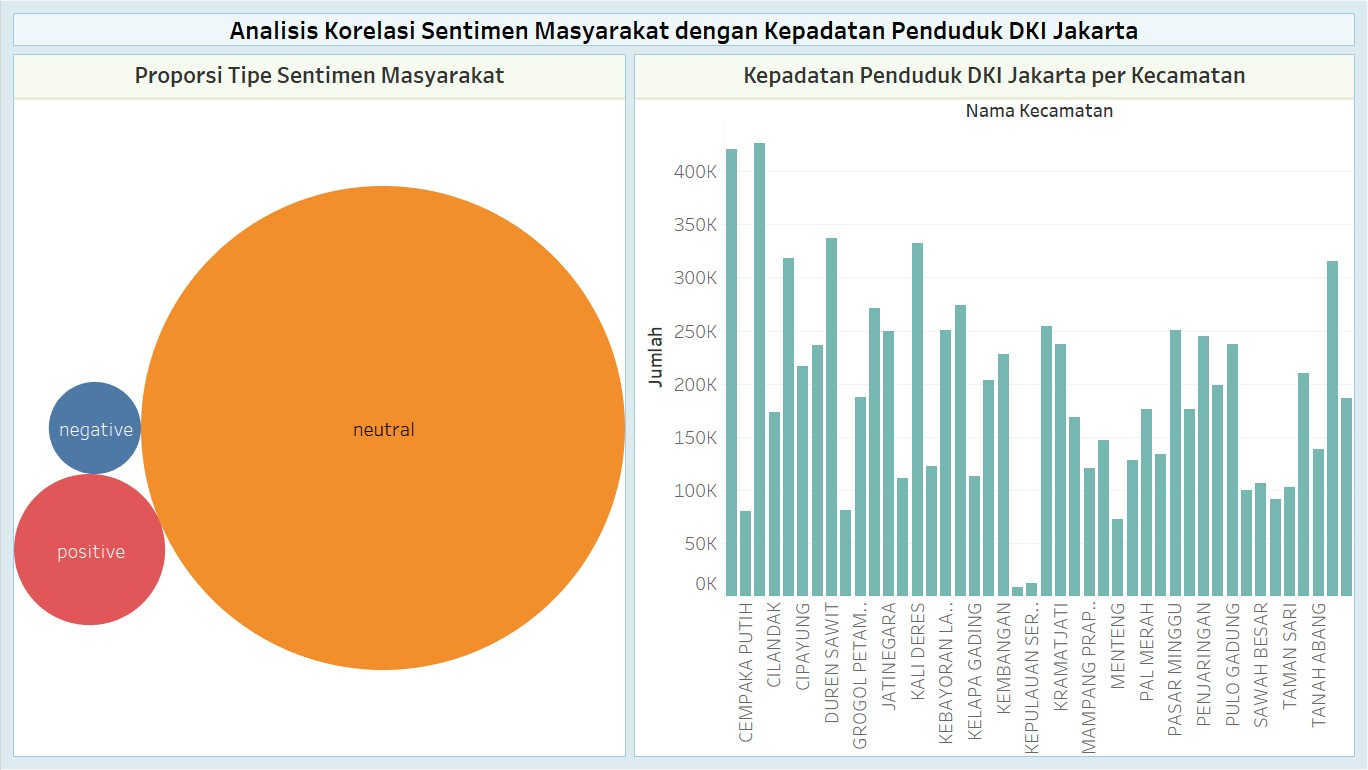 Analisis Korelasi Sentimen Masyarakat dengan Kepadatan Penduduk DKI Jakarta
Proporsi Tipe Sentimen Masyarakat
negative
neutral
positive
Kepadatan Penduduk DKI Jakarta per Kecamatan
Nama Kecamatan
Jumlah
400K
350K
300K
250K
200K
150K
100K
50K
0K
CEMPAKA PUTIH
CILANDAK
CIPAYUNG
DUREN SAWIT
GROGOL PETAM..
JATINEGARA
KALI DERES
KEBAYORAN LA..
KELAPA GADING
KEMBANGAN
KEPULAUAN SER..
KRAMATJATI
MAMPANG PRAP..
MENTENG
PAL MERAH
PASAR MINGGU
PENJARINGAN
PULO GADUNG
SAWAH BESAR
TAMAN SARI
TANAH ABANG